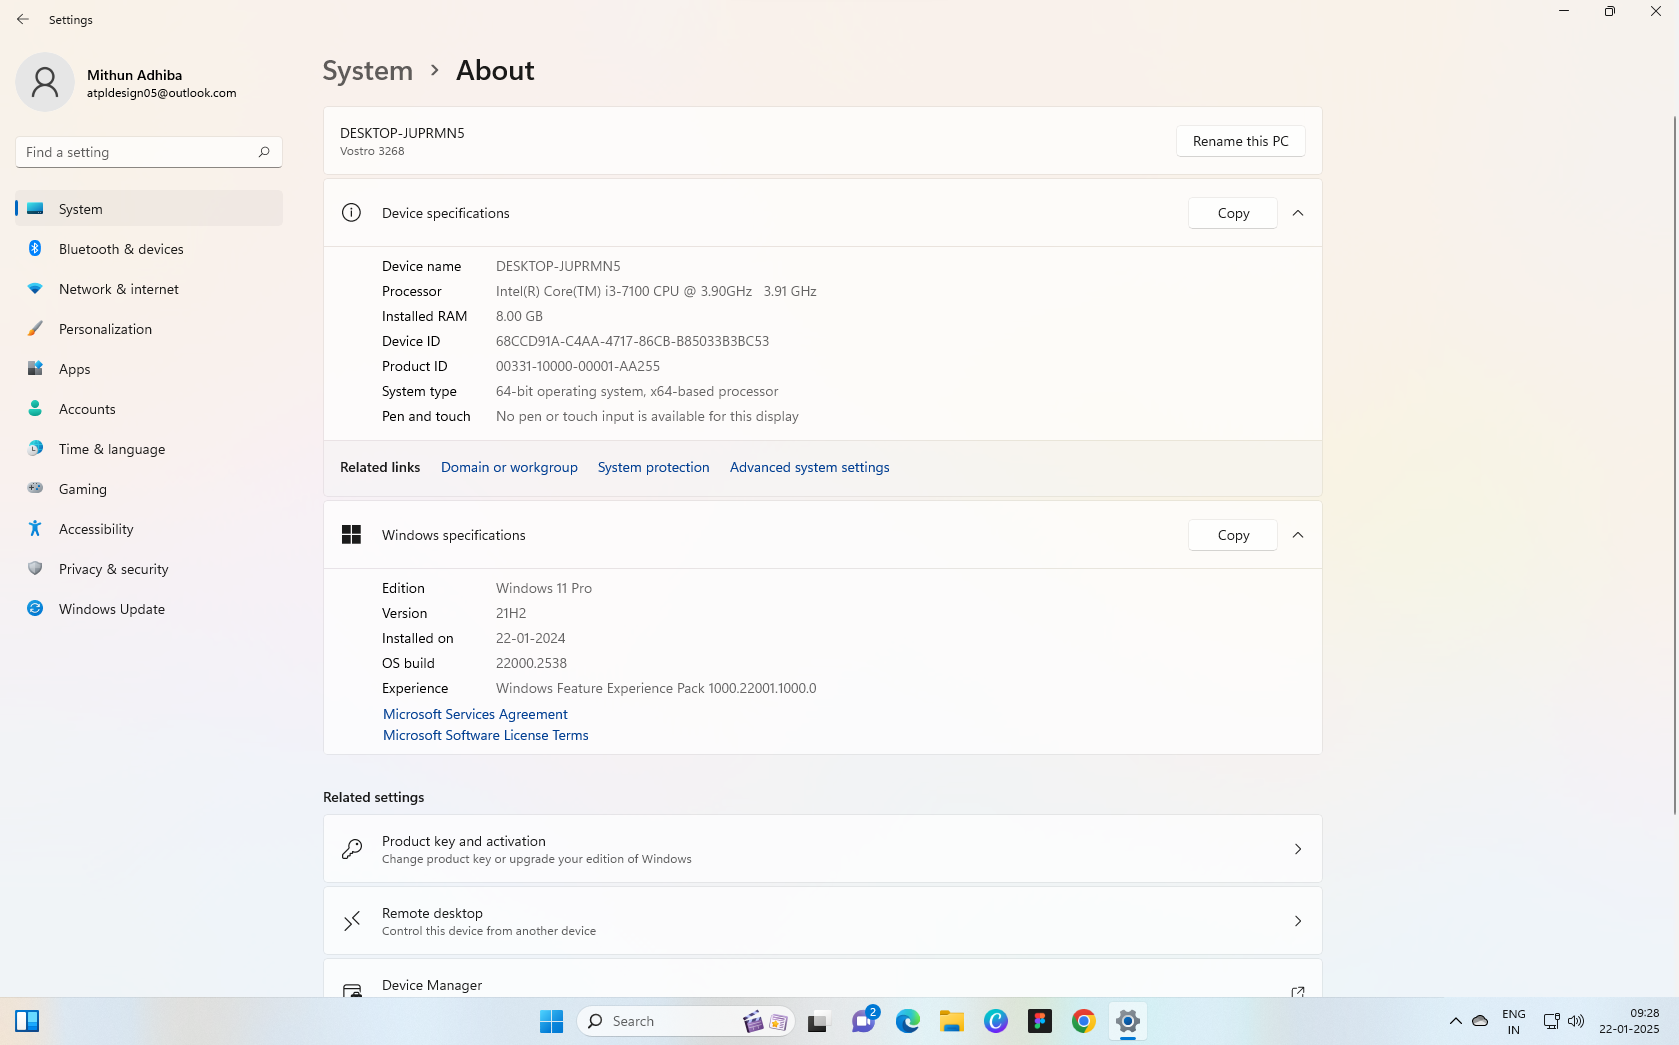 Settings
Mithun Adhiba
atpldesign05@outlook.com
Find a setting
System
Bluetooth & devices
Network & internet
Personalization
Apps
Accounts
Time & language
Gaming
Accessibility
Privacy & security
Windows Update
System > About
DESKTOP-JUPRMN5
Vostro 3268
Rename this PC
Device specifications
Copy
Device name DESKTOP-JUPRMN5
Processor Intel(R) Core(TM) i3-7100 CPU @ 3.90GHz 3.91 GHz
Installed RAM 8.00 GB
Device ID 68CCD91A-C4AA-4717-86CB-B85033B3BC53
Product ID 00331-10000-00001-AA255
System type 64-bit operating system, x64-based processor
Pen and touch No pen or touch input is available for this display
Related links Domain or workgroup System protection Advanced system settings
Windows specifications
Copy
Edition Windows 11 Pro
Version 21H2
Installed on 22-01-2024
OS build 22000.2538
Experience Windows Feature Experience Pack 1000.22001.1000.0
Microsoft Services Agreement
Microsoft Software License Terms
Related settings
Product key and activation
Change product key or upgrade your edition of Windows
Remote desktop
Control this device from another device
Device Manager
Search
2
ENG
IN
09:28
22-01-2025